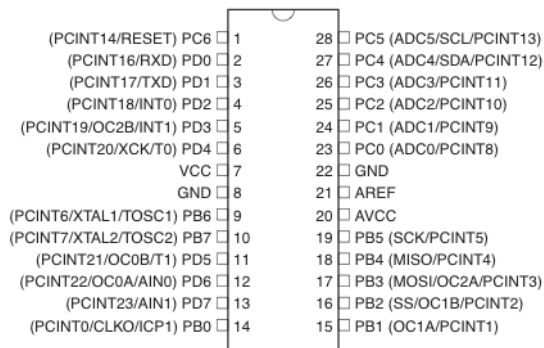 (PCINT14/RESET) PC6 1 28 PC5 (ADC5/SCL/PCINT13)
(PCINT16/RXD) PD0 2 27 PC4 (ADC4/SDA/PCINT12)
(PCINT17/TXD) PD1 3 26 PC3 (ADC3/PCINT11)
(PCINT18/INT0) PD2 4 25 PC2 (ADC2/PCINT10)
(PCINT19/OC2B/INT1) PD3 5 24 PC1 (ADC1/PCINT9)
(PCINT20/XCK/T0) PD4 6 23 PC0 (ADC0/PCINT8)
VCC 7 22 GND
GND 8 21 AREF
(PCINT6/XTAL1/TOSC1) PB6 9 20 AVCC
(PCINT7/XTAL2/TOSC2) PB7 10 19 PB5 (SCK/PCINT5)
(PCINT21/OC0B/T1) PD5 11 18 PB4 (MISO/PCINT4)
(PCINT22/OC0A/AIN0) PD6 12 17 PB3 (MOSI/OC2A/PCINT3)
(PCINT23/AIN1) PD7 13 16 PB2 (SS/OC1B/PCINT2)
(PCINT0/CLKO/ICP1) PB0 14 15 PB1 (OC1A/PCINT1)